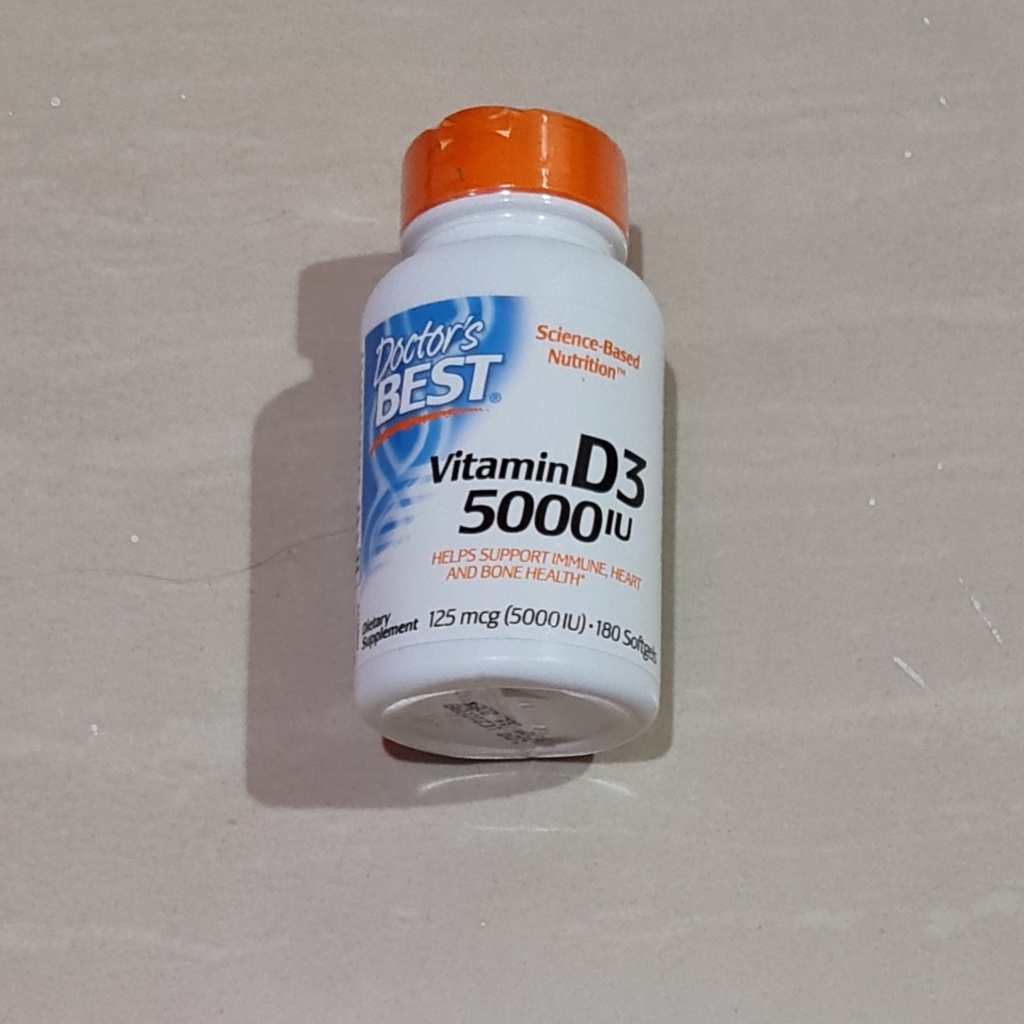 Doctor's
BEST®
Science-Based
Nutrition™
Vitamin D3
5000 IU
HELPS SUPPORT IMMUNE, HEART
AND BONE HEALTH*
Dietary
Supplement
125 mcg (5000 IU) • 180 Softgels